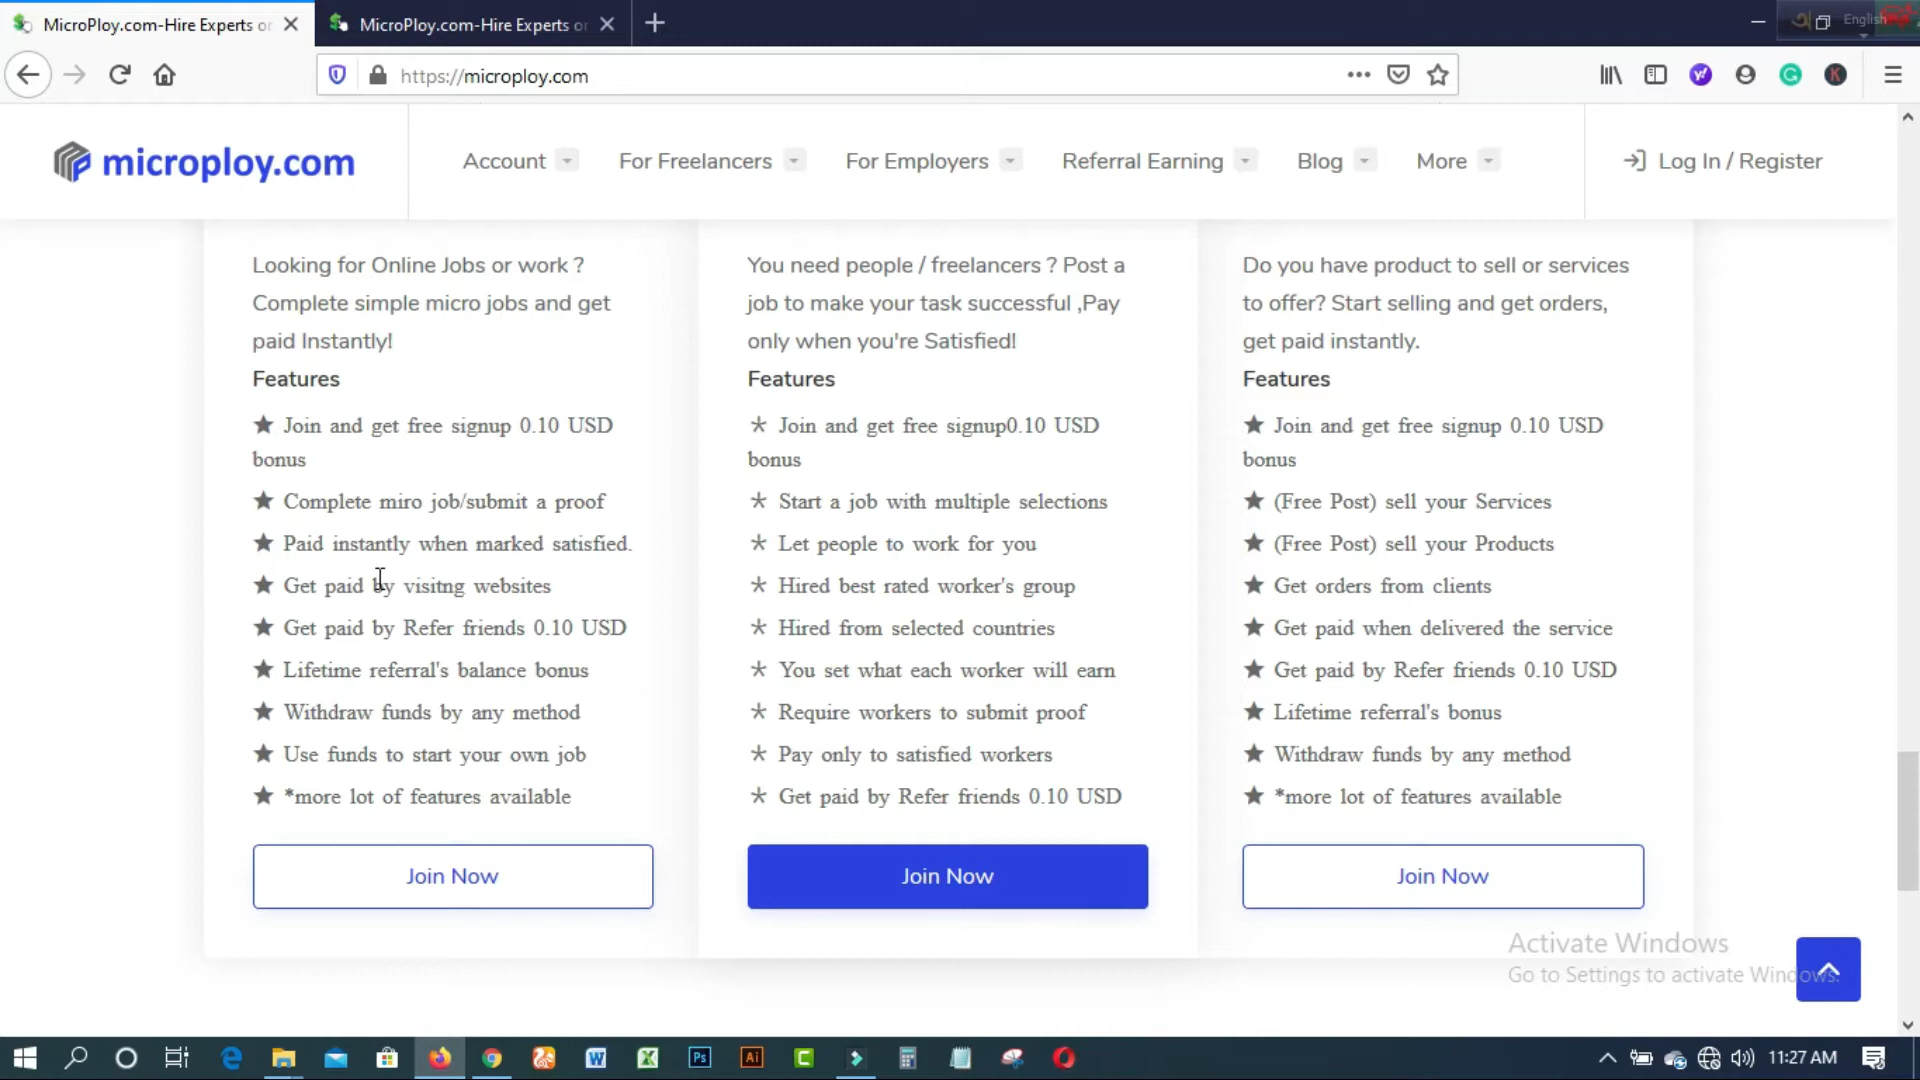 MicroPloy.com-Hire Experts or
MicroPloy.com-Hire Experts or
English
https://microploy.com
microploy.com
Account
For Freelancers
For Employers
Referral Earning
Blog
More
Log In / Register
Looking for Online Jobs or work ?
Complete simple micro jobs and get
paid Instantly!
Features
★ Join and get free signup 0.10 USD
bonus
★ Complete miro job/submit a proof
★ Paid instantly when marked satisfied.
★ Get paid by visitng websites
★ Get paid by Refer friends 0.10 USD
★ Lifetime referral's balance bonus
★ Withdraw funds by any method
★ Use funds to start your own job
★ *more lot of features available
Join Now
You need people / freelancers ? Post a
job to make your task successful ,Pay
only when you're Satisfied!
Features
* Join and get free signup0.10 USD
bonus
* Start a job with multiple selections
* Let people to work for you
* Hired best rated worker's group
* Hired from selected countries
* You set what each worker will earn
* Require workers to submit proof
* Pay only to satisfied workers
* Get paid by Refer friends 0.10 USD
Join Now
Do you have product to sell or services
to offer? Start selling and get orders,
get paid instantly.
Features
★ Join and get free signup 0.10 USD
bonus
★ (Free Post) sell your Services
★ (Free Post) sell your Products
★ Get orders from clients
★ Get paid when delivered the service
★ Get paid by Refer friends 0.10 USD
★ Lifetime referral's bonus
★ Withdraw funds by any method
★ *more lot of features available
Join Now
Activate Windows
Go to Settings to activate Windows.
11:27 AM